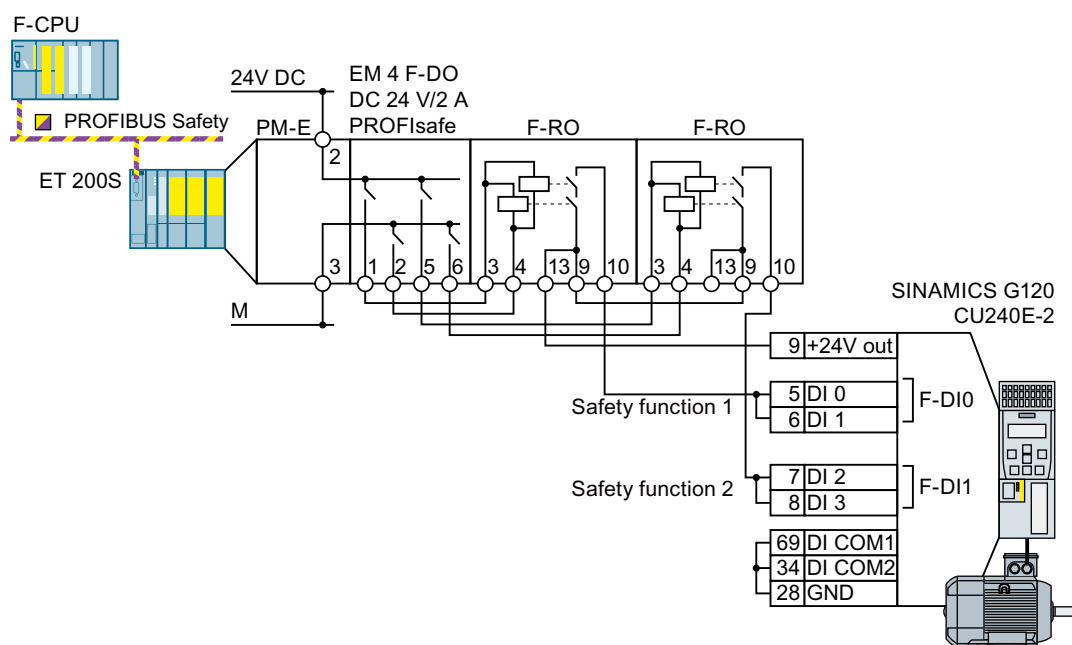 F-CPU
PROFIBUS Safety
ET 200S
24V DC
PM-E
EM 4 F-DO
DC 24 V/2 A
PROFIsafe
F-RO
F-RO
2
3
1
2
5
6
3
4
13
9
10
3
4
13
9
10
M
SINAMICS G120
CU240E-2
9 +24V out
Safety function 1
5 DI 0
6 DI 1
F-DI0
Safety function 2
7 DI 2
8 DI 3
F-DI1
69 DI COM1
34 DI COM2
28 GND